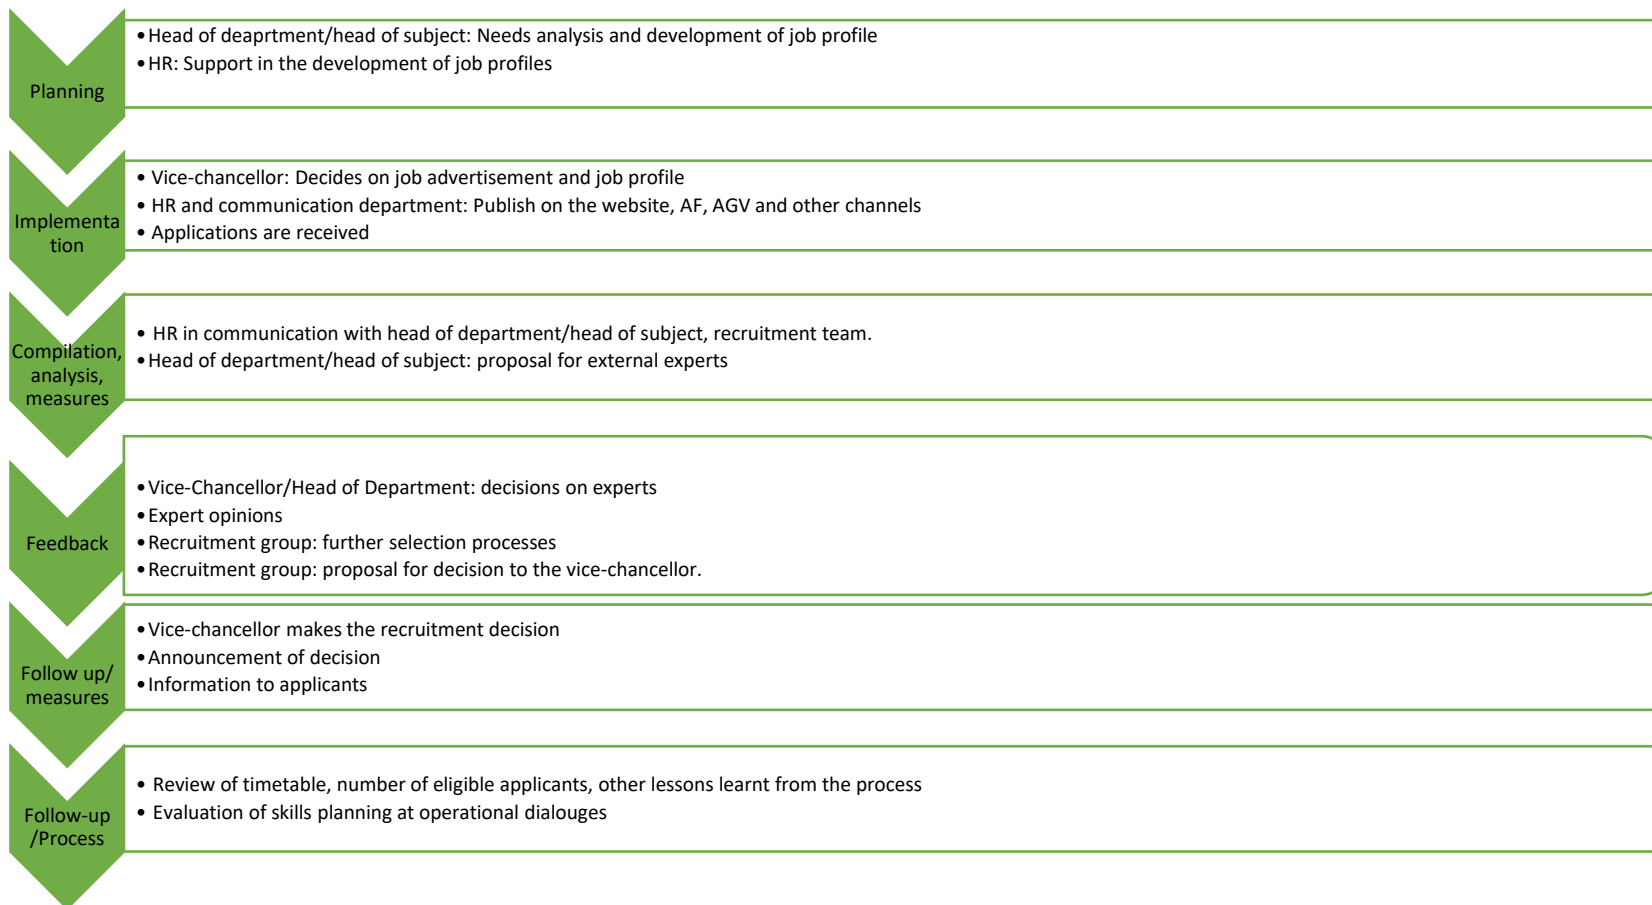 Planning
•Head of deaprtment/head of subject: Needs analysis and development of job profile
•HR: Support in the development of job profiles
Implementa
tion
• Vice-chancellor: Decides on job advertisement and job profile
• HR and communication department: Publish on the website, AF, AGV and other channels
• Applications are received
Compilation,
analysis,
measures
• HR in communication with head of department/head of subject, recruitment team.
•Head of department/head of subject: proposal for external experts
Feedback
•Vice-Chancellor/Head of Department: decisions on experts
•Expert opinions
•Recruitment group: further selection processes
•Recruitment group: proposal for decision to the vice-chancellor.
Follow up/
measures
•Vice-chancellor makes the recruitment decision
•Announcement of decision
•Information to applicants
Follow-up
/Process
• Review of timetable, number of eligible applicants, other lessons learnt from the process
• Evaluation of skills planning at operational dialouges